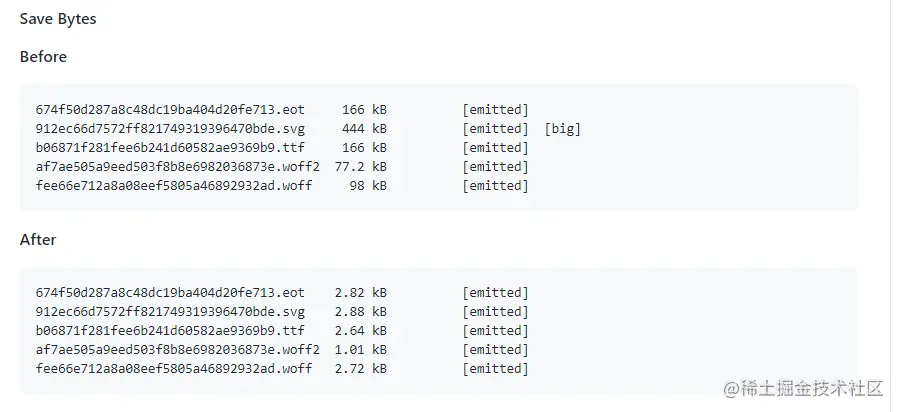 Save Bytes
Before
674f50d287a8c48dc19ba404d20fe713.eot 166 kB [emitted]
912ec66d7572ff821749319396470bde.svg 444 kB [emitted] [big]
b06871f281fee6b241d60582ae9369b9.ttf 166 kB [emitted]
af7ae505a9eed503f8b8e6982036873e.woff2 77.2 kB [emitted]
fee66e712a8a08eef5805a46892932ad.woff 98 kB [emitted]
After
674f50d287a8c48dc19ba404d20fe713.eot 2.82 kB [emitted]
912ec66d7572ff821749319396470bde.svg 2.88 kB [emitted]
b06871f281fee6b241d60582ae9369b9.ttf 2.64 kB [emitted]
af7ae505a9eed503f8b8e6982036873e.woff2 1.01 kB [emitted]
fee66e712a8a08eef5805a46892932ad.woff 2.72 kB [emitted]
@稀土掘金技术社区